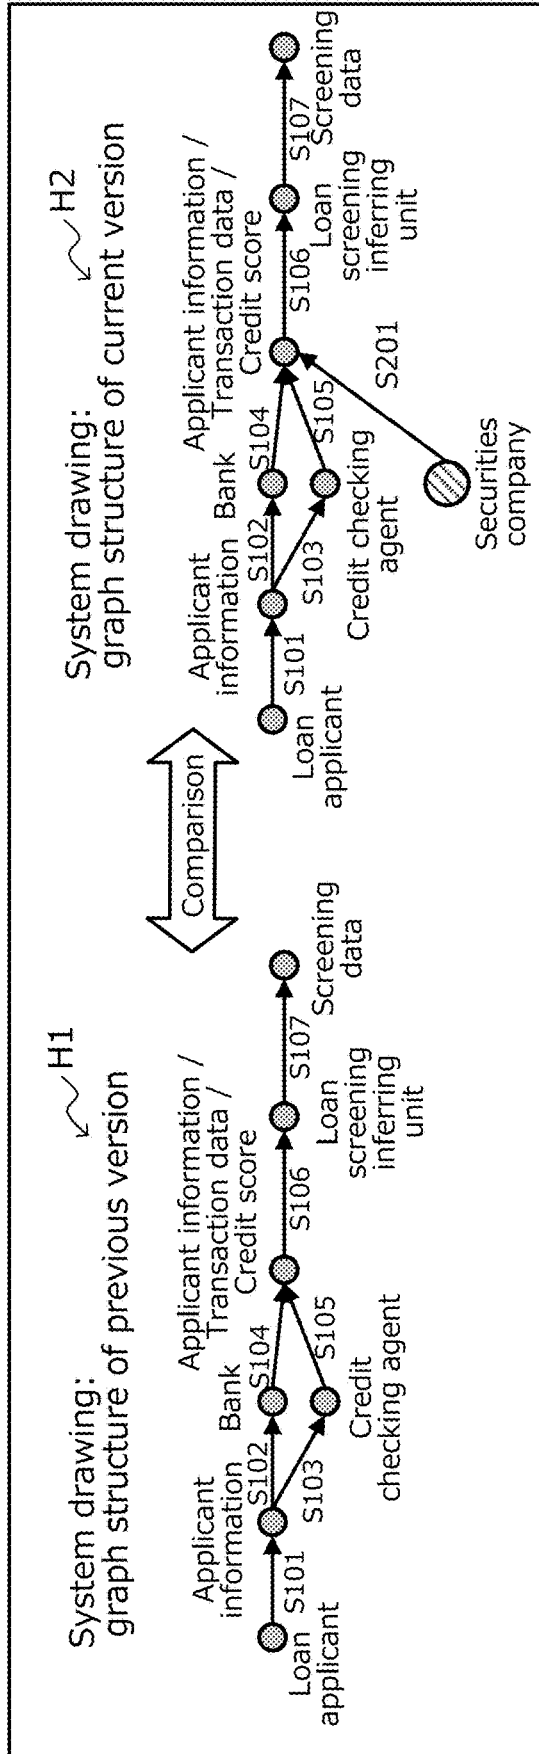 System drawing:
graph structure of previous version
H1
Applicant information /
Transaction data /
Credit score
Applicant
information
Bank
S101
S102
S103
S104
S105
S106
S107
Loan
applicant
Credit
checking agent
Loan
screening
inferring
unit
Screening
data
Comparison
System drawing:
graph structure of current version
H2
Applicant information /
Transaction data /
Credit score
Applicant
information
Bank
S101
S102
S103
S104
S105
S106
S107
S201
Loan
applicant
Credit checking
agent
Loan
screening
inferring
unit
Screening
data
Securities
company